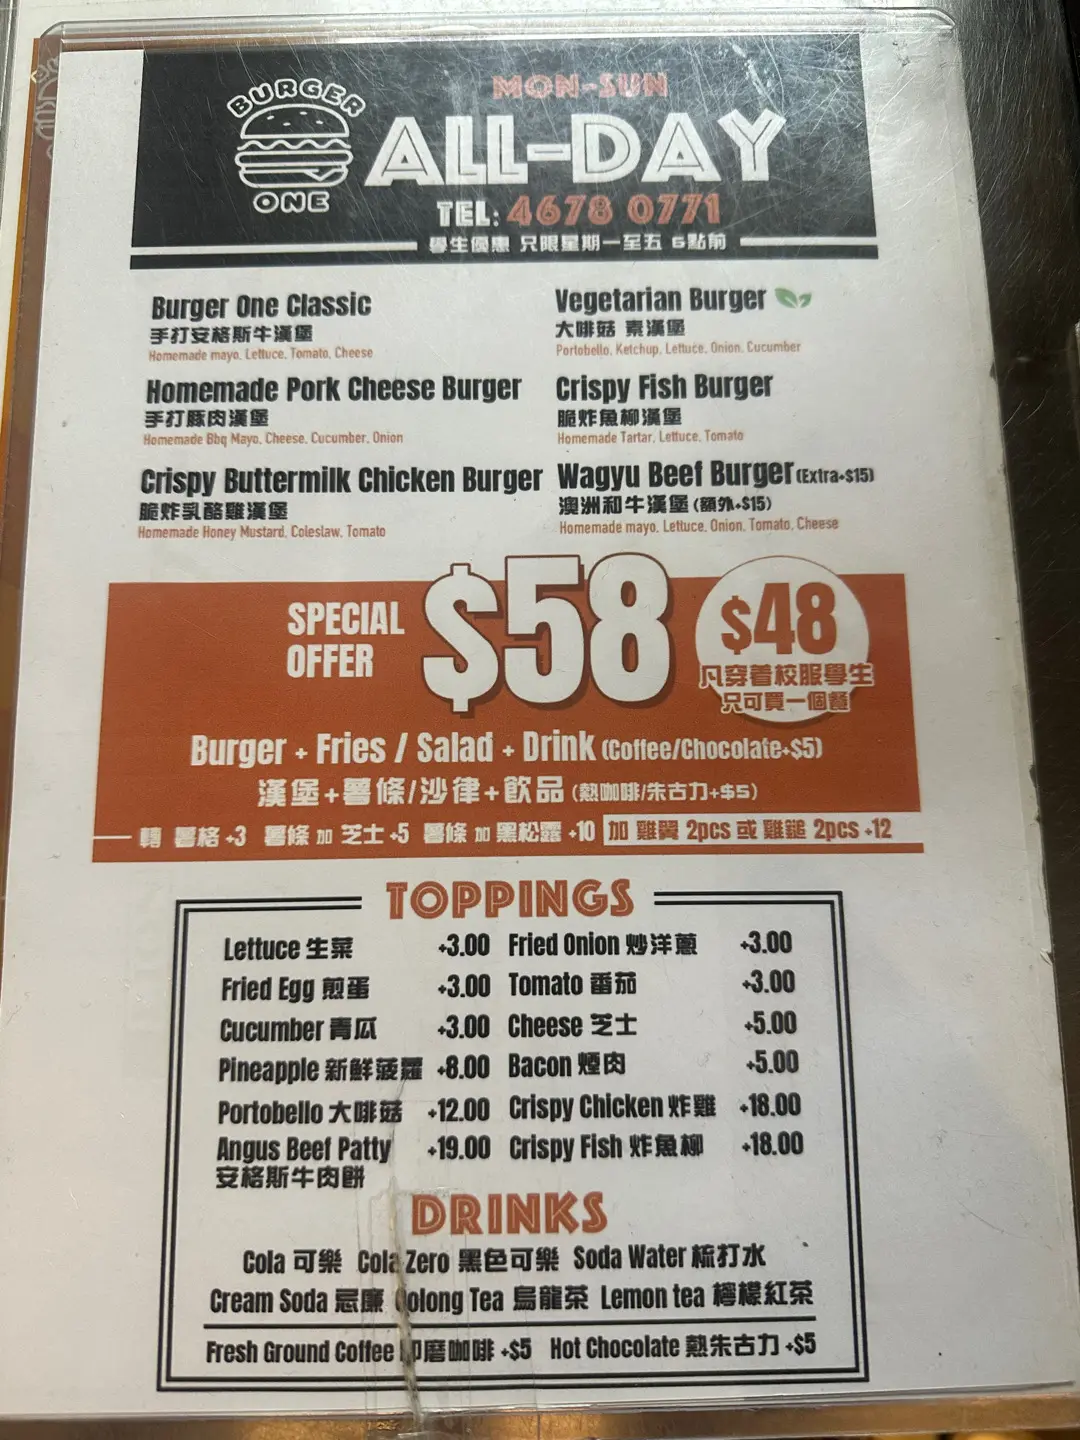 BURGER
ONE
MON-SUN
ALL-DAY
TEL: 4678 0771
學生優惠 只限星期一至五 6點前
Burger One Classic
手打安格斯牛漢堡
Homemade mayo, Lettuce, Tomato, Cheese
Homemade Pork Cheese Burger
手打豚肉漢堡
Homemade Bbq Mayo, Cheese, Cucumber, Onion
Crispy Buttermilk Chicken Burger
脆炸乳酪雞漢堡
Homemade Honey Mustard, Coleslaw, Tomato
Vegetarian Burger
大啡菇 素漢堡
Portobello, Ketchup, Lettuce, Onion, Cucumber
Crispy Fish Burger
脆炸魚柳漢堡
Homemade Tartar, Lettuce, Tomato
Wagyu Beef Burger (Extra+$15)
澳洲和牛漢堡 (額外+$15)
Homemade mayo, Lettuce, Onion, Tomato, Cheese
SPECIAL
OFFER
$58
$48
凡穿着校服學生
只可買一個餐
Burger + Fries / Salad + Drink (Coffee/Chocolate+$5)
漢堡+薯條/沙律+飲品 (熱咖啡/朱古力+$5)
轉 薯格 +3 薯條 加 芝士 +5 薯條 加 黑松露 +10 加 雞翼 2pcs 或 雞鎚 2pcs +12
TOPPINGS
Lettuce 生菜 +3.00 Fried Onion 炒洋蔥 +3.00
Fried Egg 煎蛋 +3.00 Tomato 番茄 +3.00
Cucumber 青瓜 +3.00 Cheese 芝士 +5.00
Pineapple 新鮮菠蘿 +8.00 Bacon 煙肉 +5.00
Portobello 大啡菇 +12.00 Crispy Chicken 炸雞 +18.00
Angus Beef Patty +19.00 Crispy Fish 炸魚柳 +18.00
安格斯牛肉餅
DRINKS
Cola 可樂 Cola Zero 黑色可樂 Soda Water 梳打水
Cream Soda 忌廉 Oolong Tea 烏龍茶 Lemon tea 檸檬紅茶
Fresh Ground Coffee 即磨咖啡 +$5 Hot Chocolate 熱朱古力 +$5